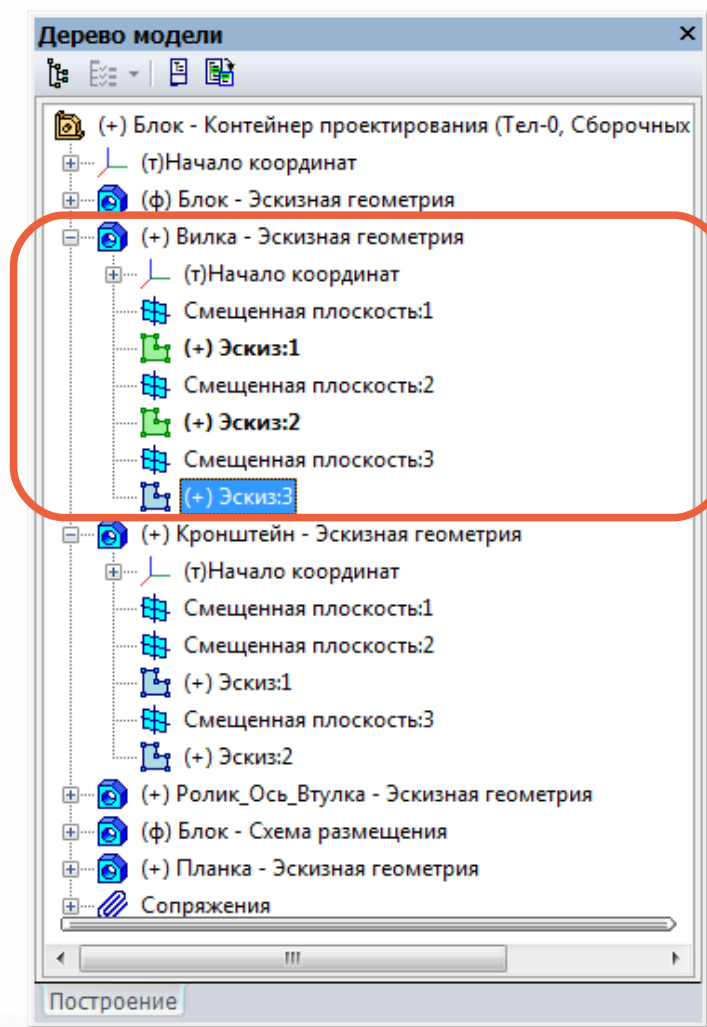 Дерево модели
(+) Блок - Контейнер проектирования (Тел-0, Сборочных
(т)Начало координат
(ф) Блок - Эскизная геометрия
(+) Вилка - Эскизная геометрия
(т)Начало координат
Смещенная плоскость:1
(+) Эскиз:1
Смещенная плоскость:2
(+) Эскиз:2
Смещенная плоскость:3
(+) Эскиз:3
(+) Кронштейн - Эскизная геометрия
(т)Начало координат
Смещенная плоскость:1
Смещенная плоскость:2
(+) Эскиз:1
Смещенная плоскость:3
(+) Эскиз:2
(+) Ролик_Ось_Втулка - Эскизная геометрия
(ф) Блок - Схема размещения
(+) Планка - Эскизная геометрия
Сопряжения
Построение